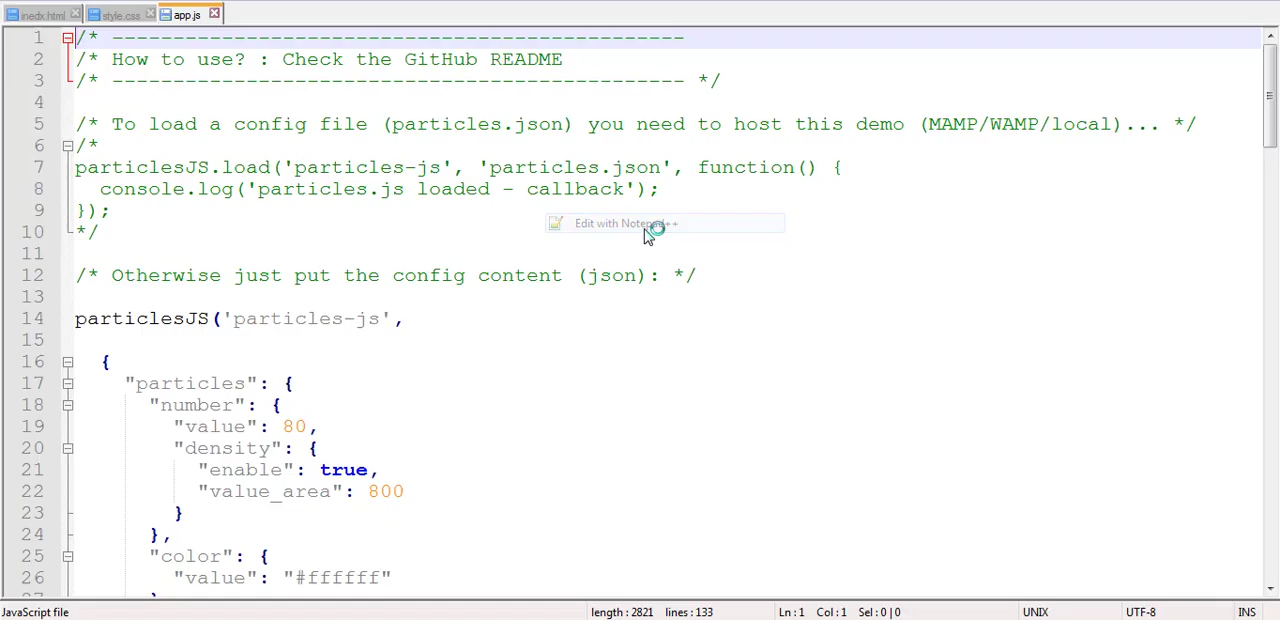 inedx.html style.css app.js
1 /* -----------------------------------------------
2 /* How to use? : Check the GitHub README
3 /* ----------------------------------------------- */
4
5 /* To load a config file (particles.json) you need to host this demo (MAMP/WAMP/local)... */
6 /*
7 particlesJS.load('particles-js', 'particles.json', function() {
8 console.log('particles.js loaded - callback');
9 });
10 */
11
12 /* Otherwise just put the config content (json): */
13
14 particlesJS('particles-js',
15
16 {
17 "particles": {
18 "number": {
19 "value": 80,
20 "density": {
21 "enable": true,
22 "value_area": 800
23 }
24 },
25 "color": {
26 "value": "#ffffff"
27 }
Edit with Notepad++
JavaScript file length : 2821 lines : 133 Ln : 1 Col : 1 Sel : 0 | 0 UNIX UTF-8 INS